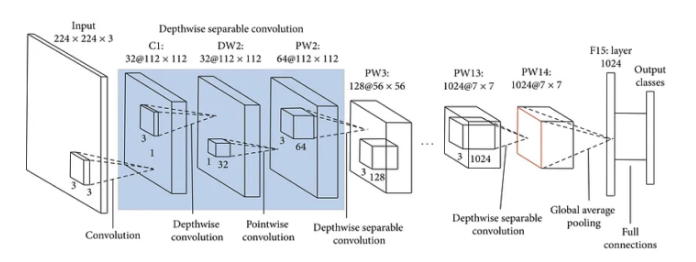 Input
224 × 224 × 3
Depthwise separable convolution
C1:
32@112 × 112
DW2:
32@112 × 112
PW2:
64@112 × 112
PW3:
128@56 × 56
PW13:
1024@7 × 7
PW14:
1024@7 × 7
F15: layer
1024
Output
classes
3
3
3
1
1
32
3
64
3
128
...
3
1024
Convolution
Depthwise
convolution
Pointwise
convolution
Depthwise separable
convolution
Depthwise separable
convolution
Global average
pooling
Full
connections